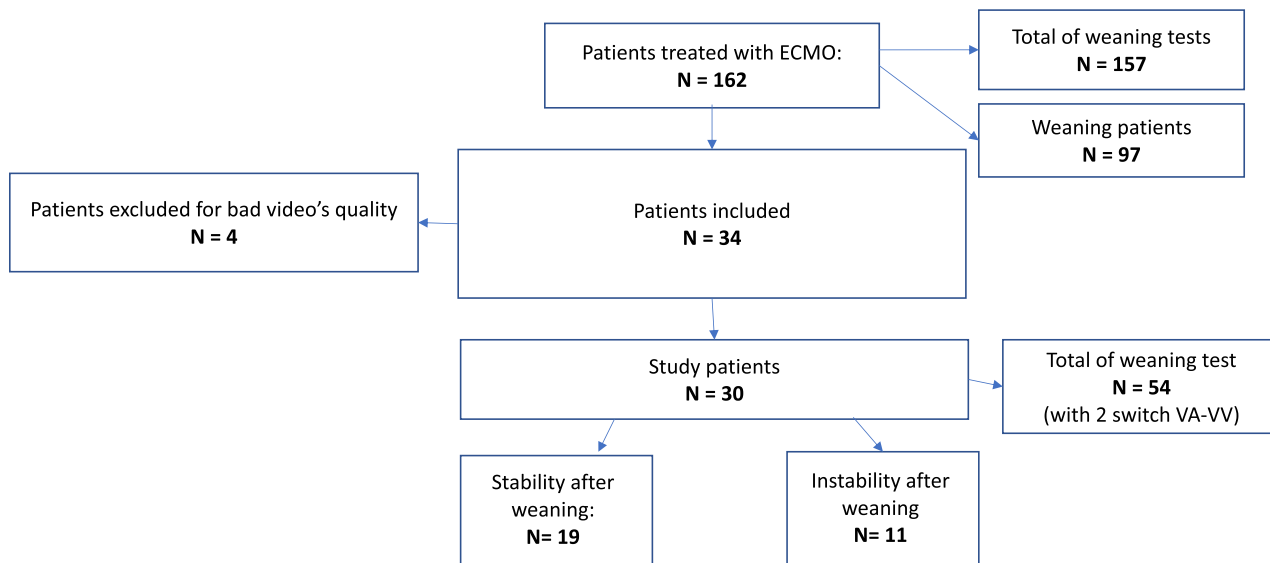 Patients treated with ECMO:
N = 162
Total of weaning tests
N = 157
Weaning patients
N = 97
Patients excluded for bad video's quality
N = 4
Patients included
N = 34
Study patients
N = 30
Total of weaning test
N = 54
(with 2 switch VA-VV)
Stability after
weaning:
N= 19
Instability after
weaning
N= 11